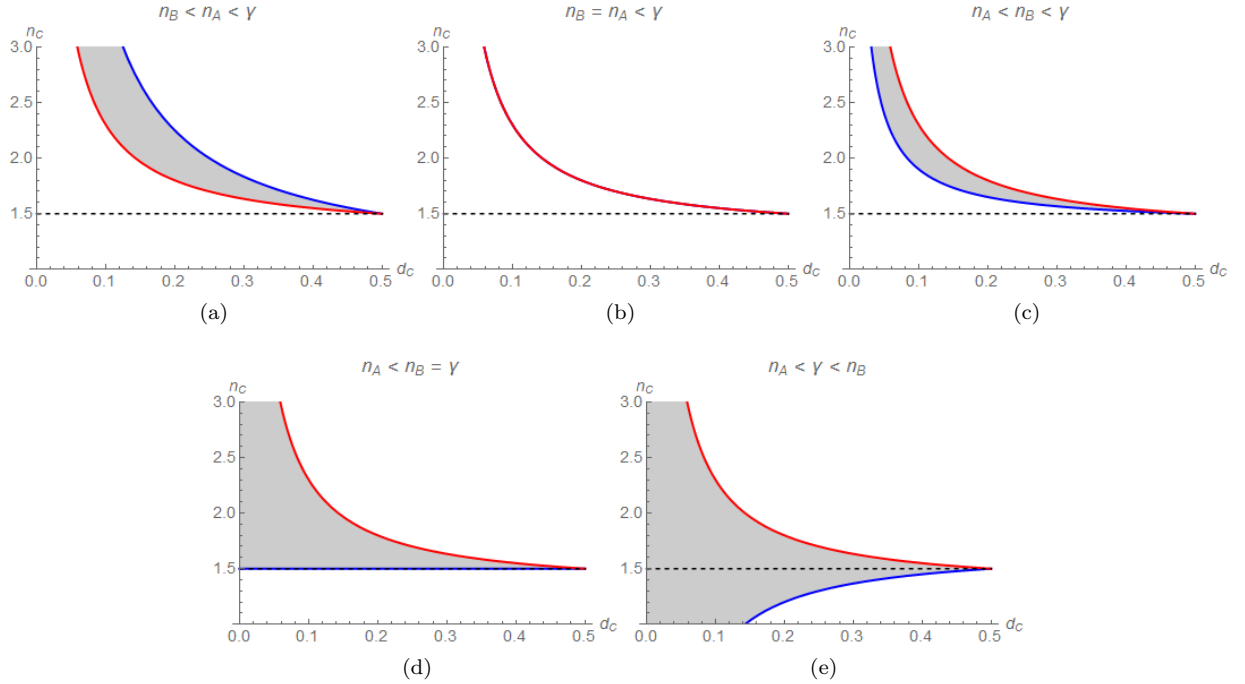 n_B < n_A < γ
n_C
3.0
2.5
2.0
1.5
0.0 0.1 0.2 0.3 0.4 0.5
d_C
(a)
n_B = n_A < γ
n_C
3.0
2.5
2.0
1.5
0.0 0.1 0.2 0.3 0.4 0.5
d_C
(b)
n_A < n_B < γ
n_C
3.0
2.5
2.0
1.5
0.0 0.1 0.2 0.3 0.4 0.5
d_C
(c)
n_A < n_B = γ
n_C
3.0
2.5
2.0
1.5
0.0 0.1 0.2 0.3 0.4 0.5
d_C
(d)
n_A < γ < n_B
n_C
3.0
2.5
2.0
1.5
0.0 0.1 0.2 0.3 0.4 0.5
d_C
(e)